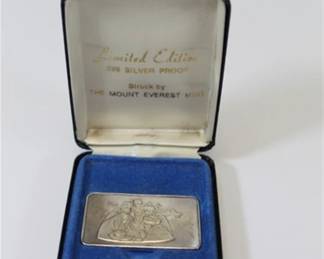 Limited Edition
.999 SILVER PROOF
Struck by
THE MOUNT EVEREST MINT